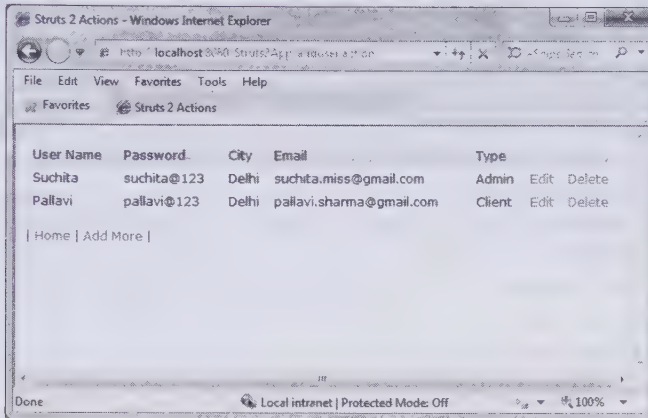 Struts 2 Actions - Windows Internet Explorer
localhost
File Edit View Favorites Tools Help
Favorites Struts 2 Actions
User Name Password City Email Type
Suchita suchita@123 Delhi suchita.miss@gmail.com Admin Edit Delete
Pallavi pallavi@123 Delhi pallavi.sharma@gmail.com Client Edit Delete
| Home | Add More |
Done Local intranet | Protected Mode: Off 100%